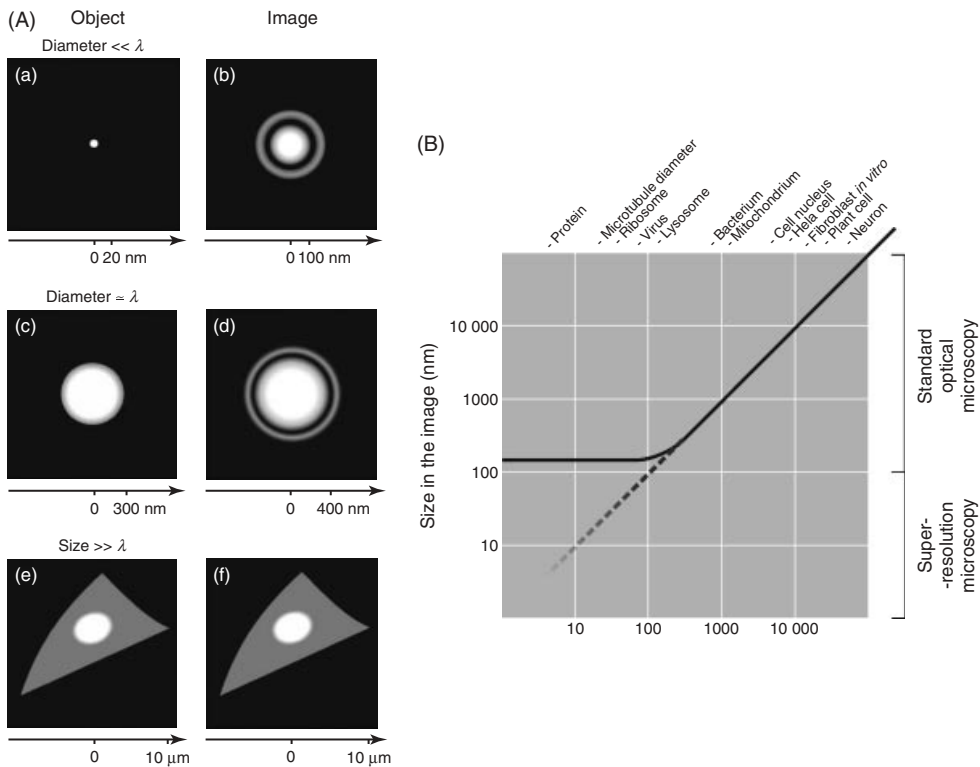 (A)
Object
Image
Diameter << λ
(a)
(b)
0 20 nm
0 100 nm
Diameter ≃ λ
(c)
(d)
0 300 nm
0 400 nm
Size >> λ
(e)
(f)
0 10 μm
0 10 μm
(B)
- Protein
- Microtubule diameter
- Ribosome
- Virus
- Lysosome
- Bacterium
- Mitochondrium
- Cell nucleus
- Hela cell
- Fibroblast in vitro
- Plant cell
- Neuron
Size in the image (nm)
10 000
1000
100
10
10 100 1000 10 000
Standard
optical
microscopy
Super-
-resolution
microscopy